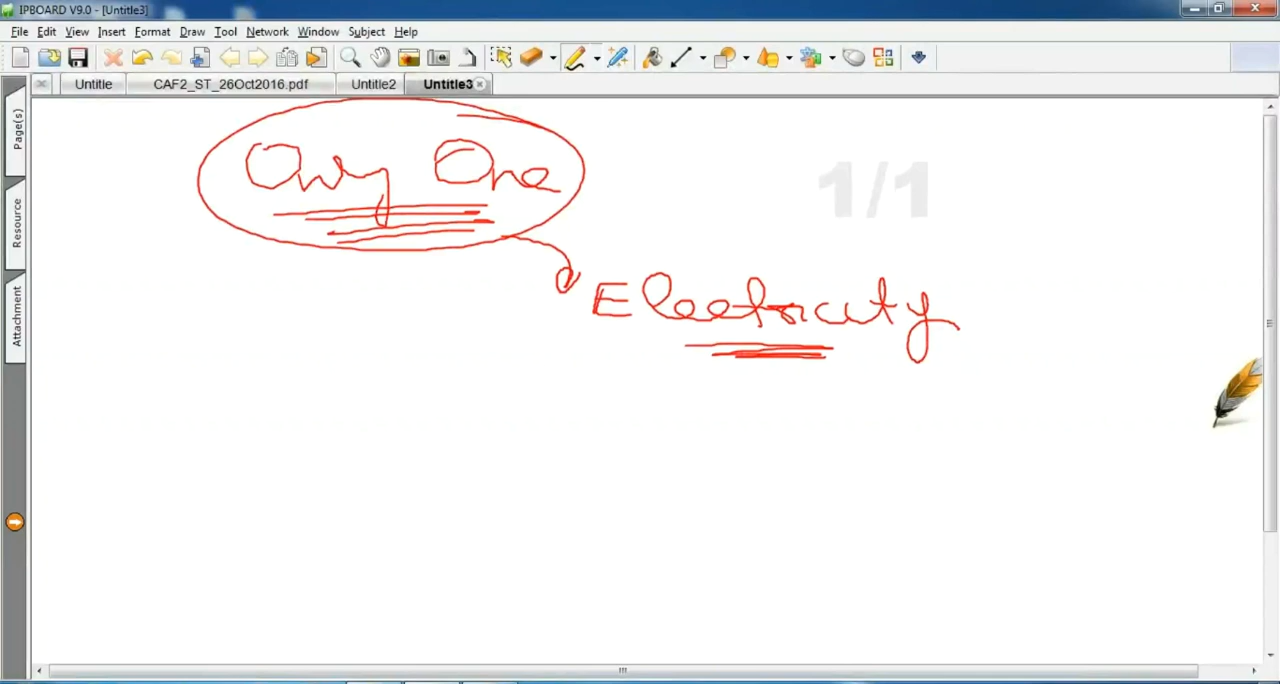 IPBOARD V9.0 - [Untitle3]
File Edit View Insert Format Draw Tool Network Window Subject Help
Untitle CAF2_ST_26Oct2016.pdf Untitle2 Untitle3
Page(s)
Resource
Attachment
1/1
Only One
Electricity